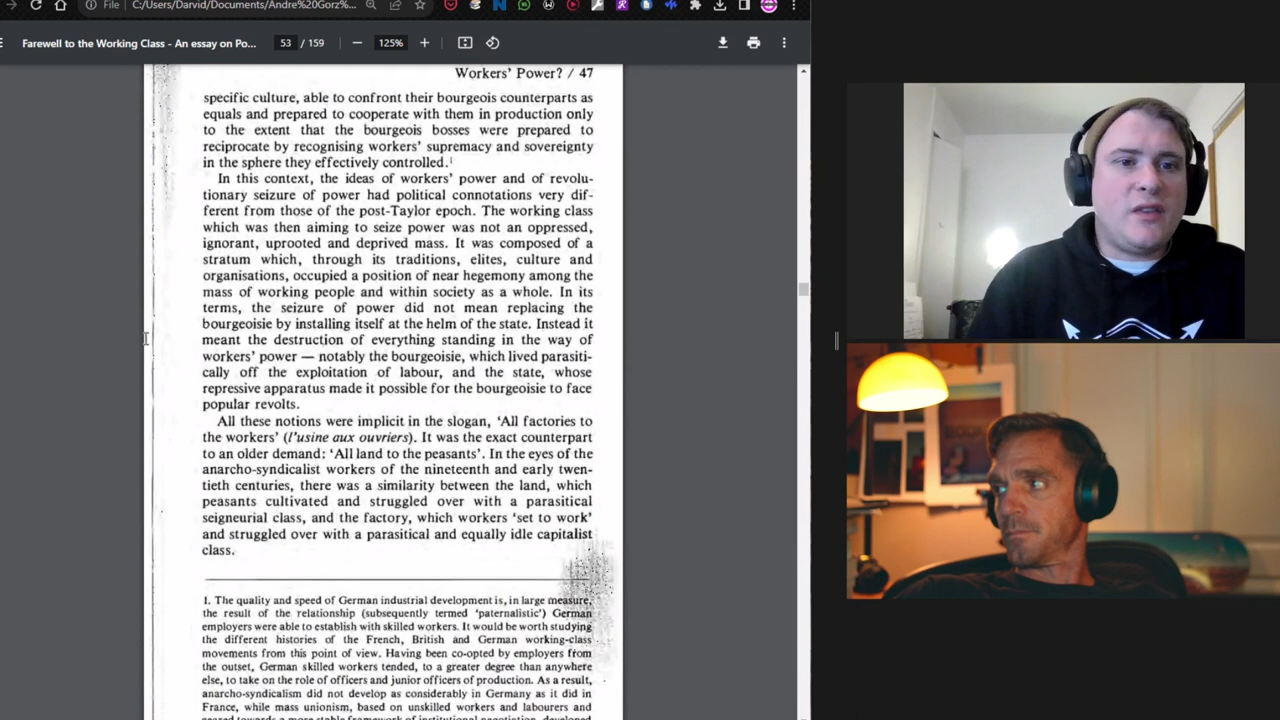 File
C:/Users/Darvid/Documents/Andre%20Gorz%...
Farewell to the Working Class - An essay on Po...
53 / 159
125%
Workers' Power? / 47
specific culture, able to confront their bourgeois counterparts as
equals and prepared to cooperate with them in production only
to the extent that the bourgeois bosses were prepared to
reciprocate by recognising workers' supremacy and sovereignty
in the sphere they effectively controlled.1
In this context, the ideas of workers' power and of revolu-
tionary seizure of power had political connotations very dif-
ferent from those of the post-Taylor epoch. The working class
which was then aiming to seize power was not an oppressed,
ignorant, uprooted and deprived mass. It was composed of a
stratum which, through its traditions, elites, culture and
organisations, occupied a position of near hegemony among the
mass of working people and within society as a whole. In its
terms, the seizure of power did not mean replacing the
bourgeoisie by installing itself at the helm of the state. Instead it
meant the destruction of everything standing in the way of
workers' power — notably the bourgeoisie, which lived parasiti-
cally off the exploitation of labour, and the state, whose
repressive apparatus made it possible for the bourgeoisie to face
popular revolts.
All these notions were implicit in the slogan, 'All factories to
the workers' (l'usine aux ouvriers). It was the exact counterpart
to an older demand: 'All land to the peasants'. In the eyes of the
anarcho-syndicalist workers of the nineteenth and early twen-
tieth centuries, there was a similarity between the land, which
peasants cultivated and struggled over with a parasitical
seigneurial class, and the factory, which workers 'set to work'
and struggled over with a parasitical and equally idle capitalist
class.
1. The quality and speed of German industrial development is, in large measure,
the result of the relationship (subsequently termed 'paternalistic') German
employers were able to establish with skilled workers. It would be worth studying
the different histories of the French, British and German working-class
movements from this point of view. Having been co-opted by employers from
the outset, German skilled workers tended, to a greater degree than anywhere
else, to take on the role of officers and junior officers of production. As a result,
anarcho-syndicalism did not develop as considerably in Germany as it did in
France, while mass unionism, based on unskilled workers and labourers and
geared towards a more stable framework of institutional negotiation, developed